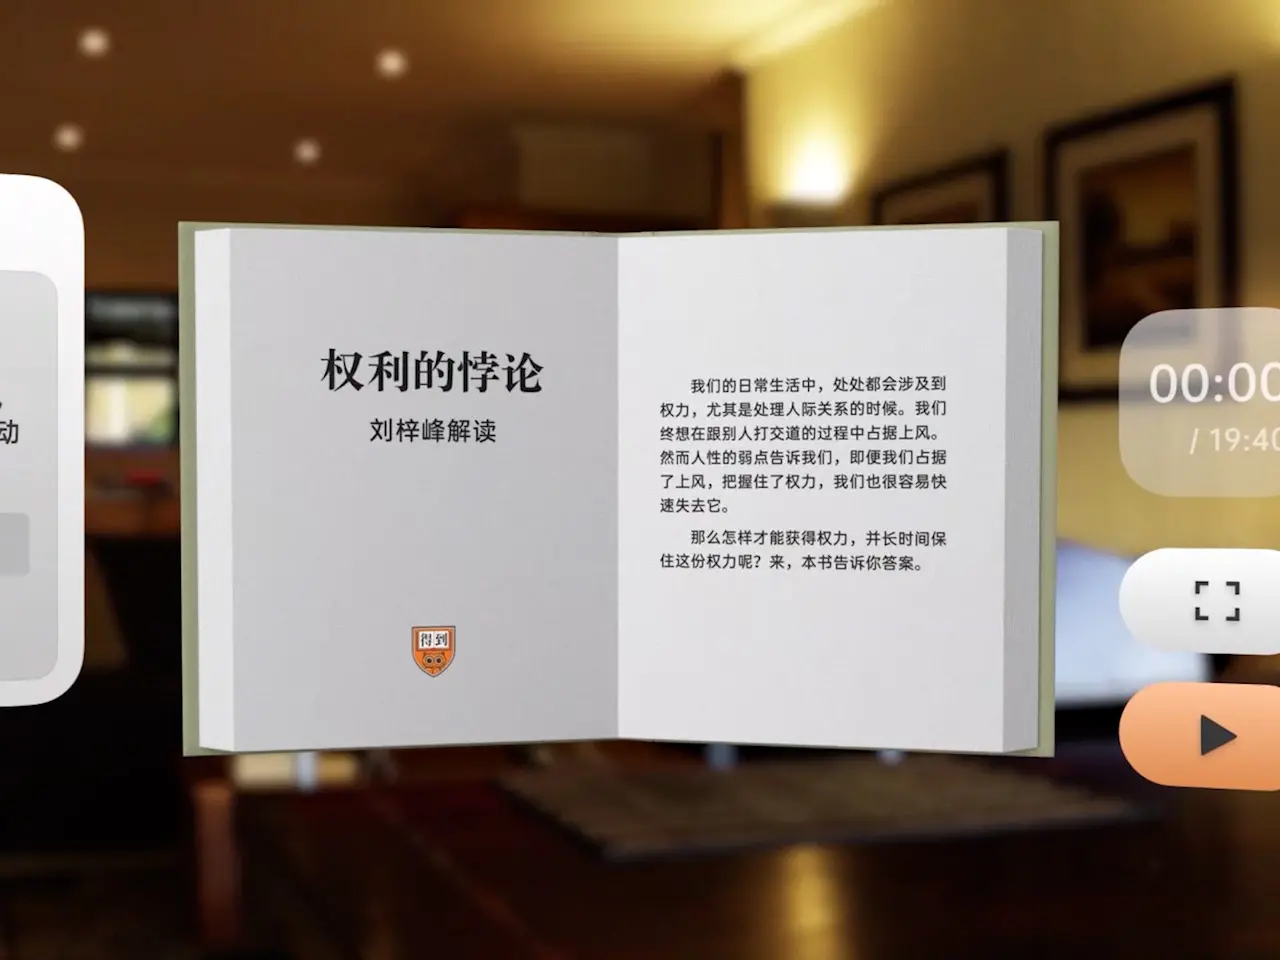 动
权利的悖论
刘梓峰解读
得到
我们的日常生活中，处处都会涉及到
权力，尤其是处理人际关系的时候。我们
终想在跟别人打交道的过程中占据上风。
然而人性的弱点告诉我们，即便我们占据
了上风，把握住了权力，我们也很容易快
速失去它。
那么怎样才能获得权力，并长时间保
住这份权力呢？来，本书告诉你答案。
00:00
/ 19:40